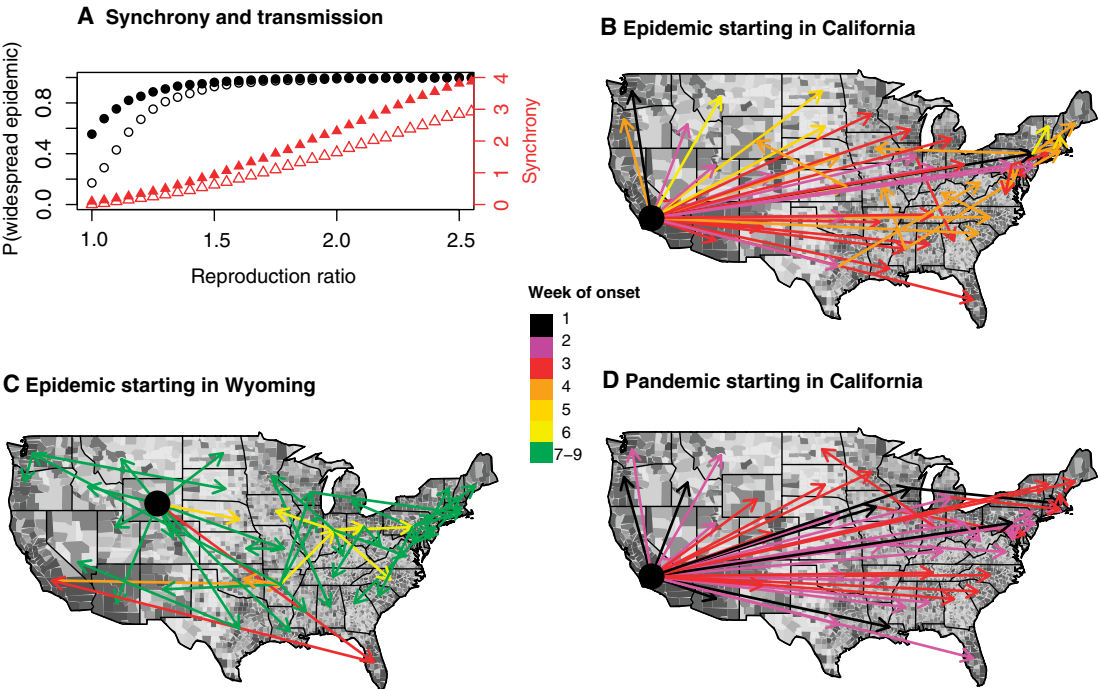 A Synchrony and transmission
P(widespread epidemic)
0.0 0.4 0.8
0 1 2 3 4
Synchrony
1.0 1.5 2.0 2.5
Reproduction ratio
B Epidemic starting in California
Week of onset
1
2
3
4
5
6
7–9
C Epidemic starting in Wyoming
D Pandemic starting in California